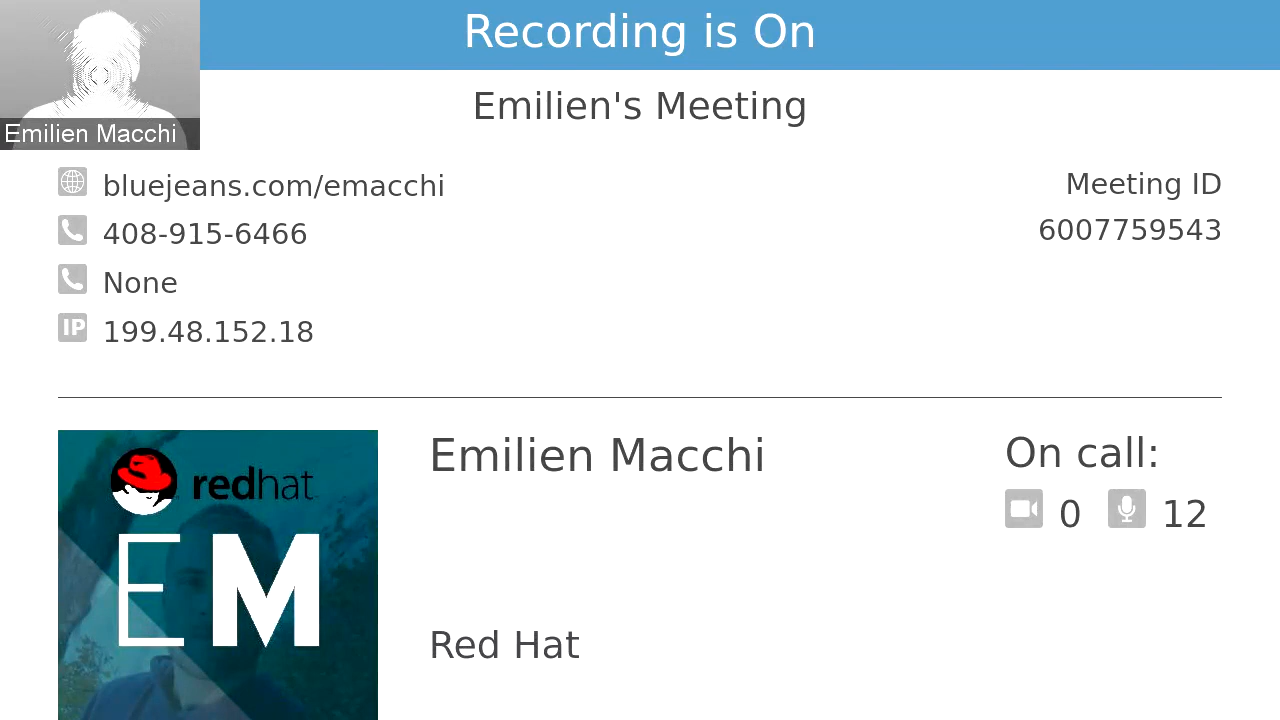 Recording is On
Emilien Macchi
Emilien's Meeting
bluejeans.com/emacchi
408-915-6466
None
IP 199.48.152.18
Meeting ID
6007759543
redhat
EM
Emilien Macchi
Red Hat
On call:
0 12